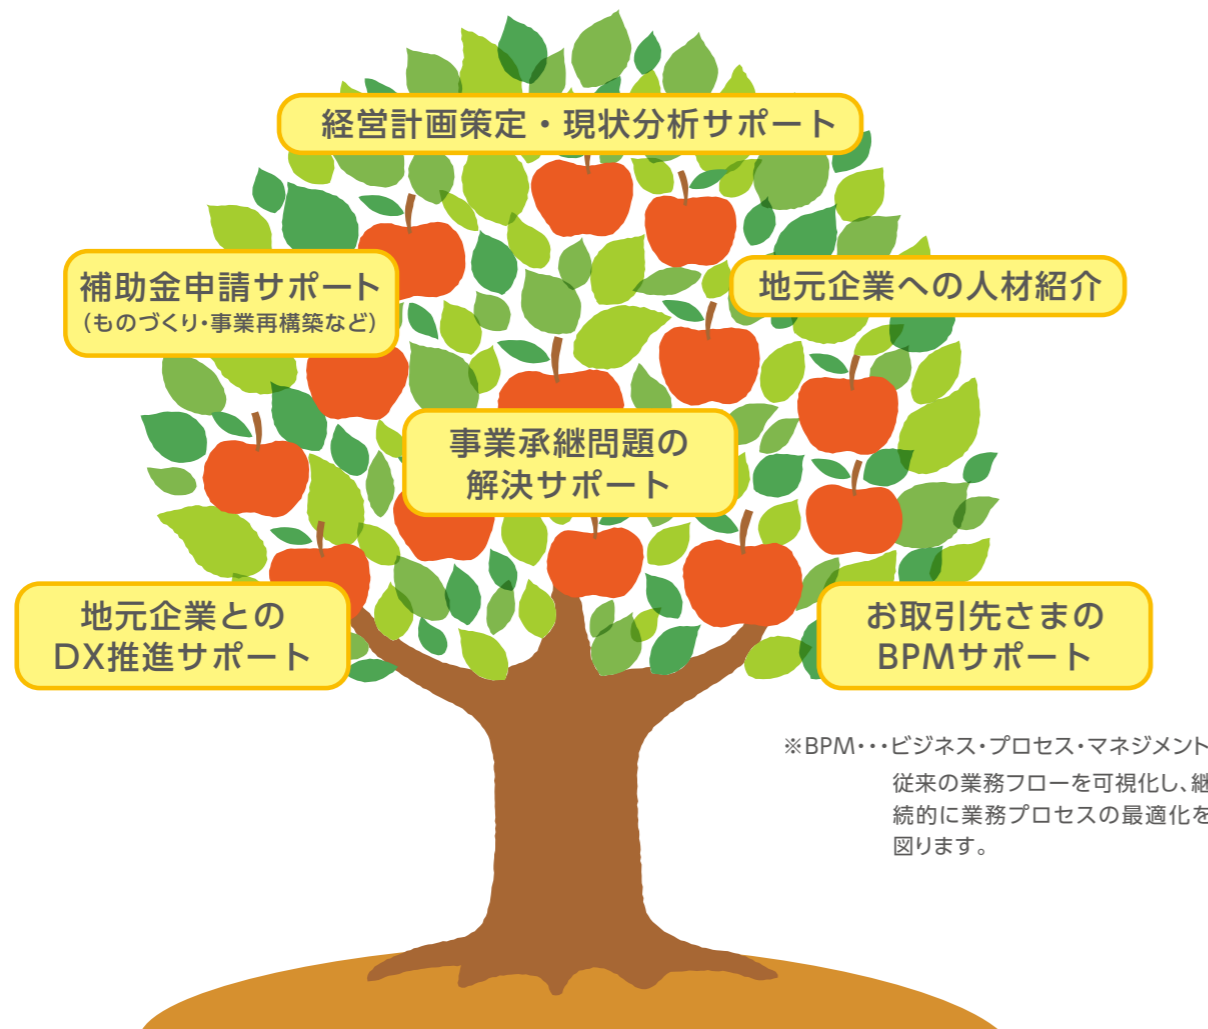 経営計画策定・現状分析サポート
補助金申請サポート
（ものづくり・事業再構築など）
地元企業への人材紹介
事業承継問題の
解決サポート
地元企業との
DX推進サポート
お取引先さまの
BPMサポート
※BPM・・・ビジネス・プロセス・マネジメント
従来の業務フローを可視化し、継
続的に業務プロセスの最適化を
図ります。